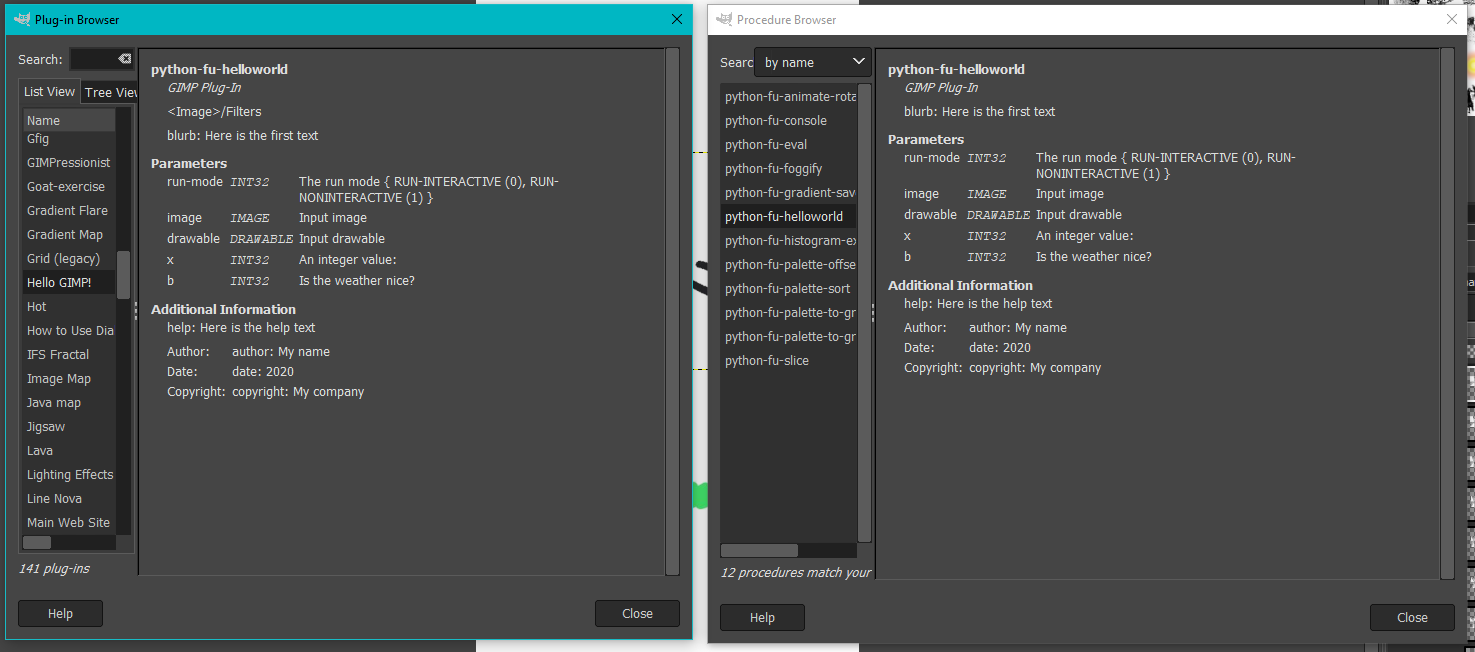 Plug-in Browser
Search:
List View
Tree View
Name
Gfig
GIMPressionist
Goat-exercise
Gradient Flare
Gradient Map
Grid (legacy)
Hello GIMP!
Hot
How to Use Dia
IFS Fractal
Image Map
Java map
Jigsaw
Lava
Lighting Effects
Line Nova
Main Web Site
141 plug-ins
python-fu-helloworld
GIMP Plug-In
<Image>/Filters
blurb: Here is the first text
Parameters
run-mode INT32 The run mode { RUN-INTERACTIVE (0), RUN-
NONINTERACTIVE (1) }
image IMAGE Input image
drawable DRAWABLE Input drawable
x INT32 An integer value:
b INT32 Is the weather nice?
Additional Information
help: Here is the help text
Author: author: My name
Date: date: 2020
Copyright: copyright: My company
Help
Close
Procedure Browser
Searc
by name
python-fu-animate-rota
python-fu-console
python-fu-eval
python-fu-foggify
python-fu-gradient-sav
python-fu-helloworld
python-fu-histogram-ex
python-fu-palette-offse
python-fu-palette-sort
python-fu-palette-to-gr
python-fu-palette-to-gr
python-fu-slice
12 procedures match your
python-fu-helloworld
GIMP Plug-In
blurb: Here is the first text
Parameters
run-mode INT32 The run mode { RUN-INTERACTIVE (0), RUN-
NONINTERACTIVE (1) }
image IMAGE Input image
drawable DRAWABLE Input drawable
x INT32 An integer value:
b INT32 Is the weather nice?
Additional Information
help: Here is the help text
Author: author: My name
Date: date: 2020
Copyright: copyright: My company
Help
Close